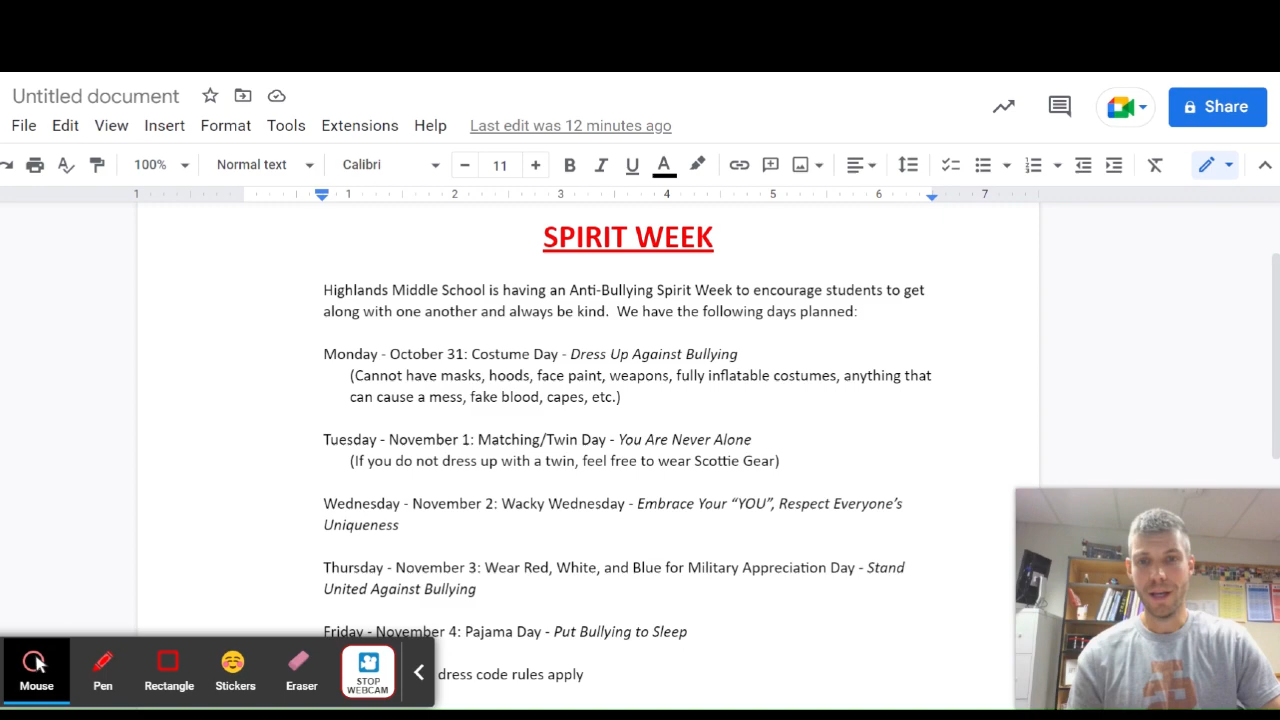 Untitled document
File Edit View Insert Format Tools Extensions Help Last edit was 12 minutes ago
Share
100% Normal text Calibri 11
1 1 2 3 4 5 6 7
SPIRIT WEEK
Highlands Middle School is having an Anti-Bullying Spirit Week to encourage students to get
along with one another and always be kind.  We have the following days planned:
Monday - October 31: Costume Day - Dress Up Against Bullying
(Cannot have masks, hoods, face paint, weapons, fully inflatable costumes, anything that
can cause a mess, fake blood, capes, etc.)
Tuesday - November 1: Matching/Twin Day - You Are Never Alone
(If you do not dress up with a twin, feel free to wear Scottie Gear)
Wednesday - November 2: Wacky Wednesday - Embrace Your “YOU”, Respect Everyone’s
Uniqueness
Thursday - November 3: Wear Red, White, and Blue for Military Appreciation Day - Stand
United Against Bullying
Friday - November 4: Pajama Day - Put Bullying to Sleep
dress code rules apply
Mouse Pen Rectangle Stickers Eraser STOP
WEBCAM